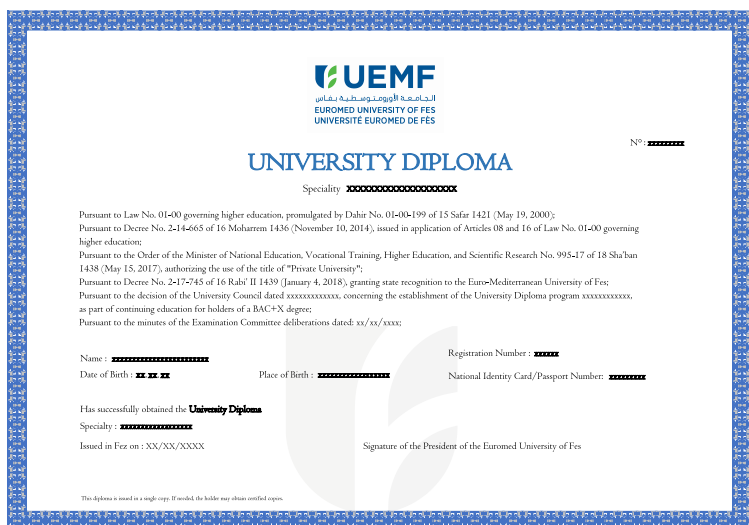 UEMF
الجامعة الأورومتوسطية بفاس
EUROMED UNIVERSITY OF FES
UNIVERSITÉ EUROMED DE FÈS
N° : xxxxxxxxx
UNIVERSITY DIPLOMA
Speciality xxxxxxxxxxxxxxxxxxxxx
Pursuant to Law No. 01-00 governing higher education, promulgated by Dahir No. 01-00-199 of 15 Safar 1421 (May 19, 2000);
Pursuant to Decree No. 2-14-665 of 16 Moharrem 1436 (November 10, 2014), issued in application of Articles 08 and 16 of Law No. 01-00 governing
higher education;
Pursuant to the Order of the Minister of National Education, Vocational Training, Higher Education, and Scientific Research No. 995-17 of 18 Sha'ban
1438 (May 15, 2017), authorizing the use of the title of "Private University";
Pursuant to Decree No. 2-17-745 of 16 Rabi' II 1439 (January 4, 2018), granting state recognition to the Euro-Mediterranean University of Fes;
Pursuant to the decision of the University Council dated xxxxxxxxxxxxx, concerning the establishment of the University Diploma program xxxxxxxxxxxx,
as part of continuing education for holders of a BAC+X degree;
Pursuant to the minutes of the Examination Committee deliberations dated: xx/xx/xxxx;
Name : xxxxxxxxxxxxxxxxxxxxxxxx
Registration Number : xxxxxx
Date of Birth : xx xx xx
Place of Birth : xxxxxxxxxxxxxxxxxx
National Identity Card/Passport Number: xxxxxxxxx
Has successfully obtained the University Diploma
Specialty : xxxxxxxxxxxxxxxxxx
Issued in Fez on : XX/XX/XXXX
Signature of the President of the Euromed University of Fes
This diploma is issued in a single copy. If needed, the holder may obtain certified copies.